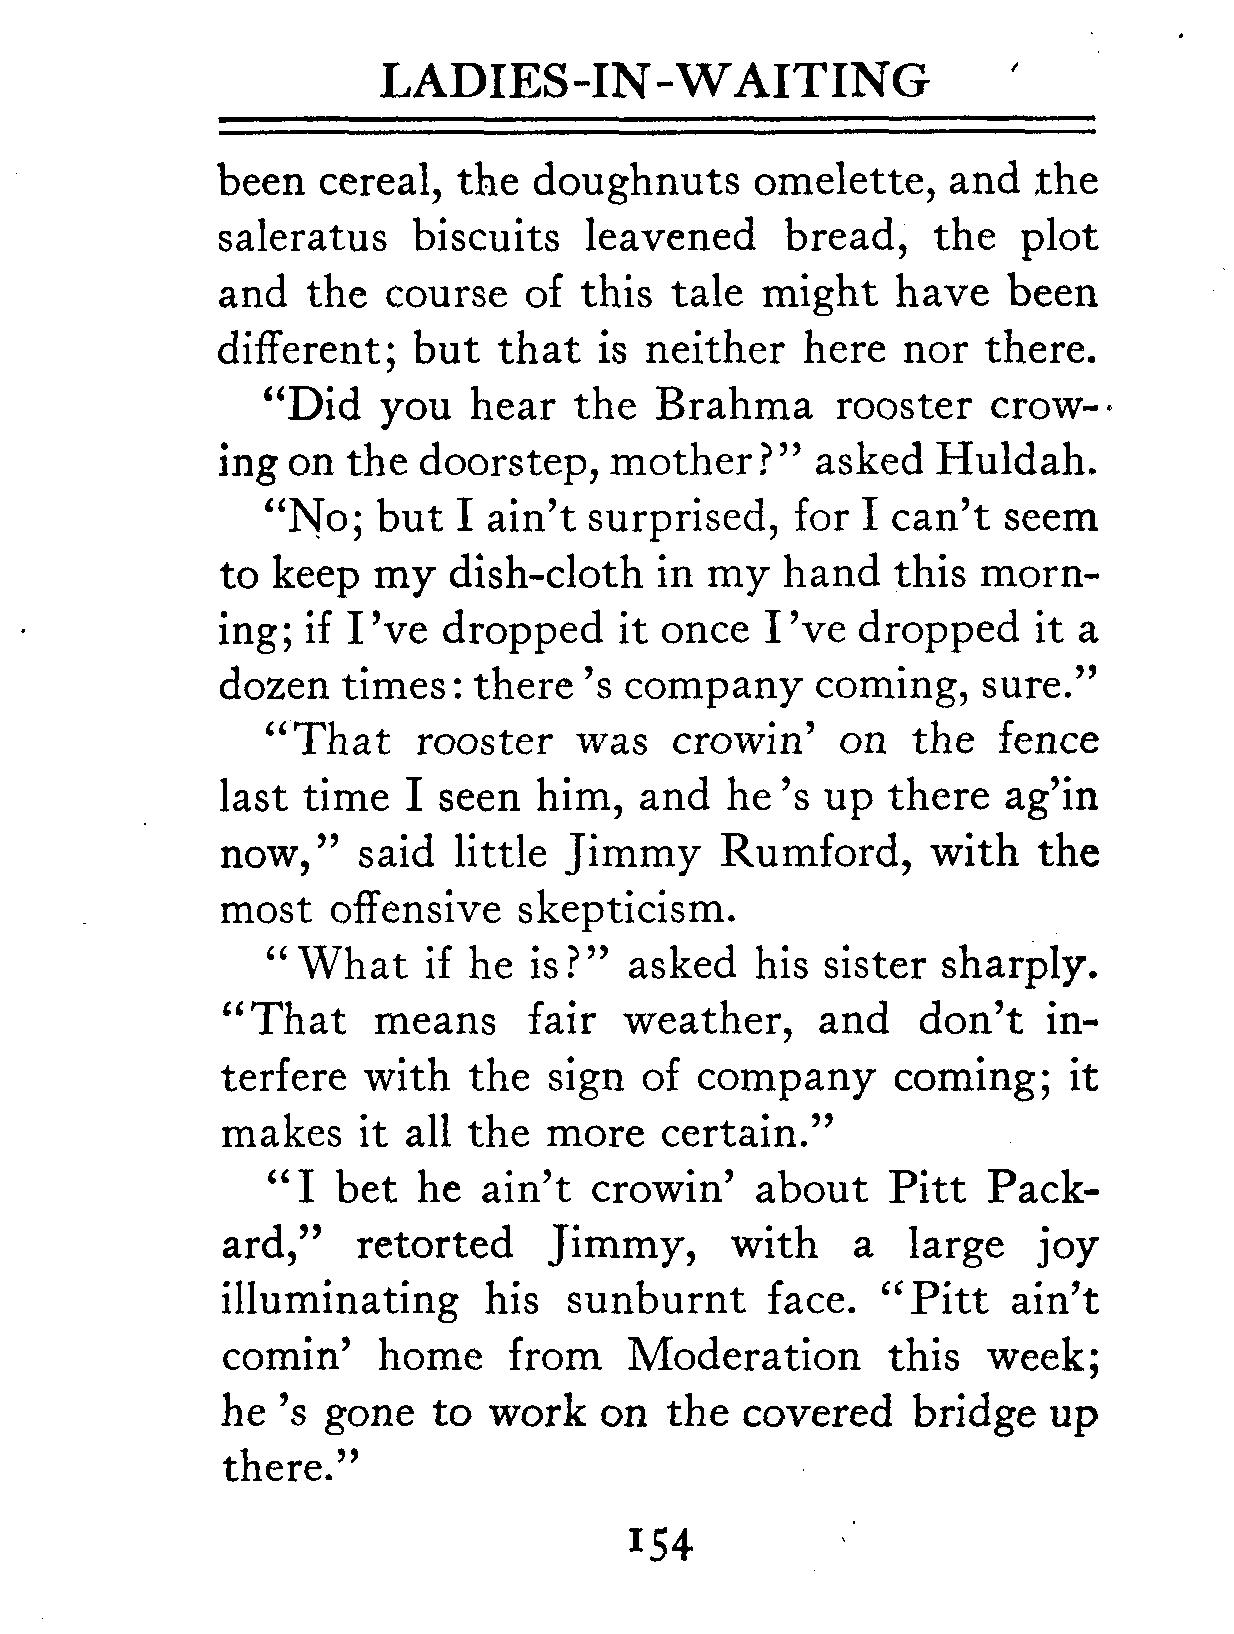 LADIES-IN-WAITING
been cereal, the doughnuts omelette, and the
saleratus biscuits leavened bread, the plot
and the course of this tale might have been
different; but that is neither here nor there.
“Did you hear the Brahma rooster crow-
ing on the doorstep, mother?” asked Huldah.
“No; but I ain’t surprised, for I can’t seem
to keep my dish-cloth in my hand this morn-
ing; if I’ve dropped it once I’ve dropped it a
dozen times: there’s company coming, sure.”
“That rooster was crowin’ on the fence
last time I seen him, and he’s up there ag’in
now,” said little Jimmy Rumford, with the
most offensive skepticism.
“What if he is?” asked his sister sharply.
“That means fair weather, and don’t in-
terfere with the sign of company coming; it
makes it all the more certain.”
“I bet he ain’t crowin’ about Pitt Pack-
ard,” retorted Jimmy, with a large joy
illuminating his sunburnt face. “Pitt ain’t
comin’ home from Moderation this week;
he’s gone to work on the covered bridge up
there.”
154